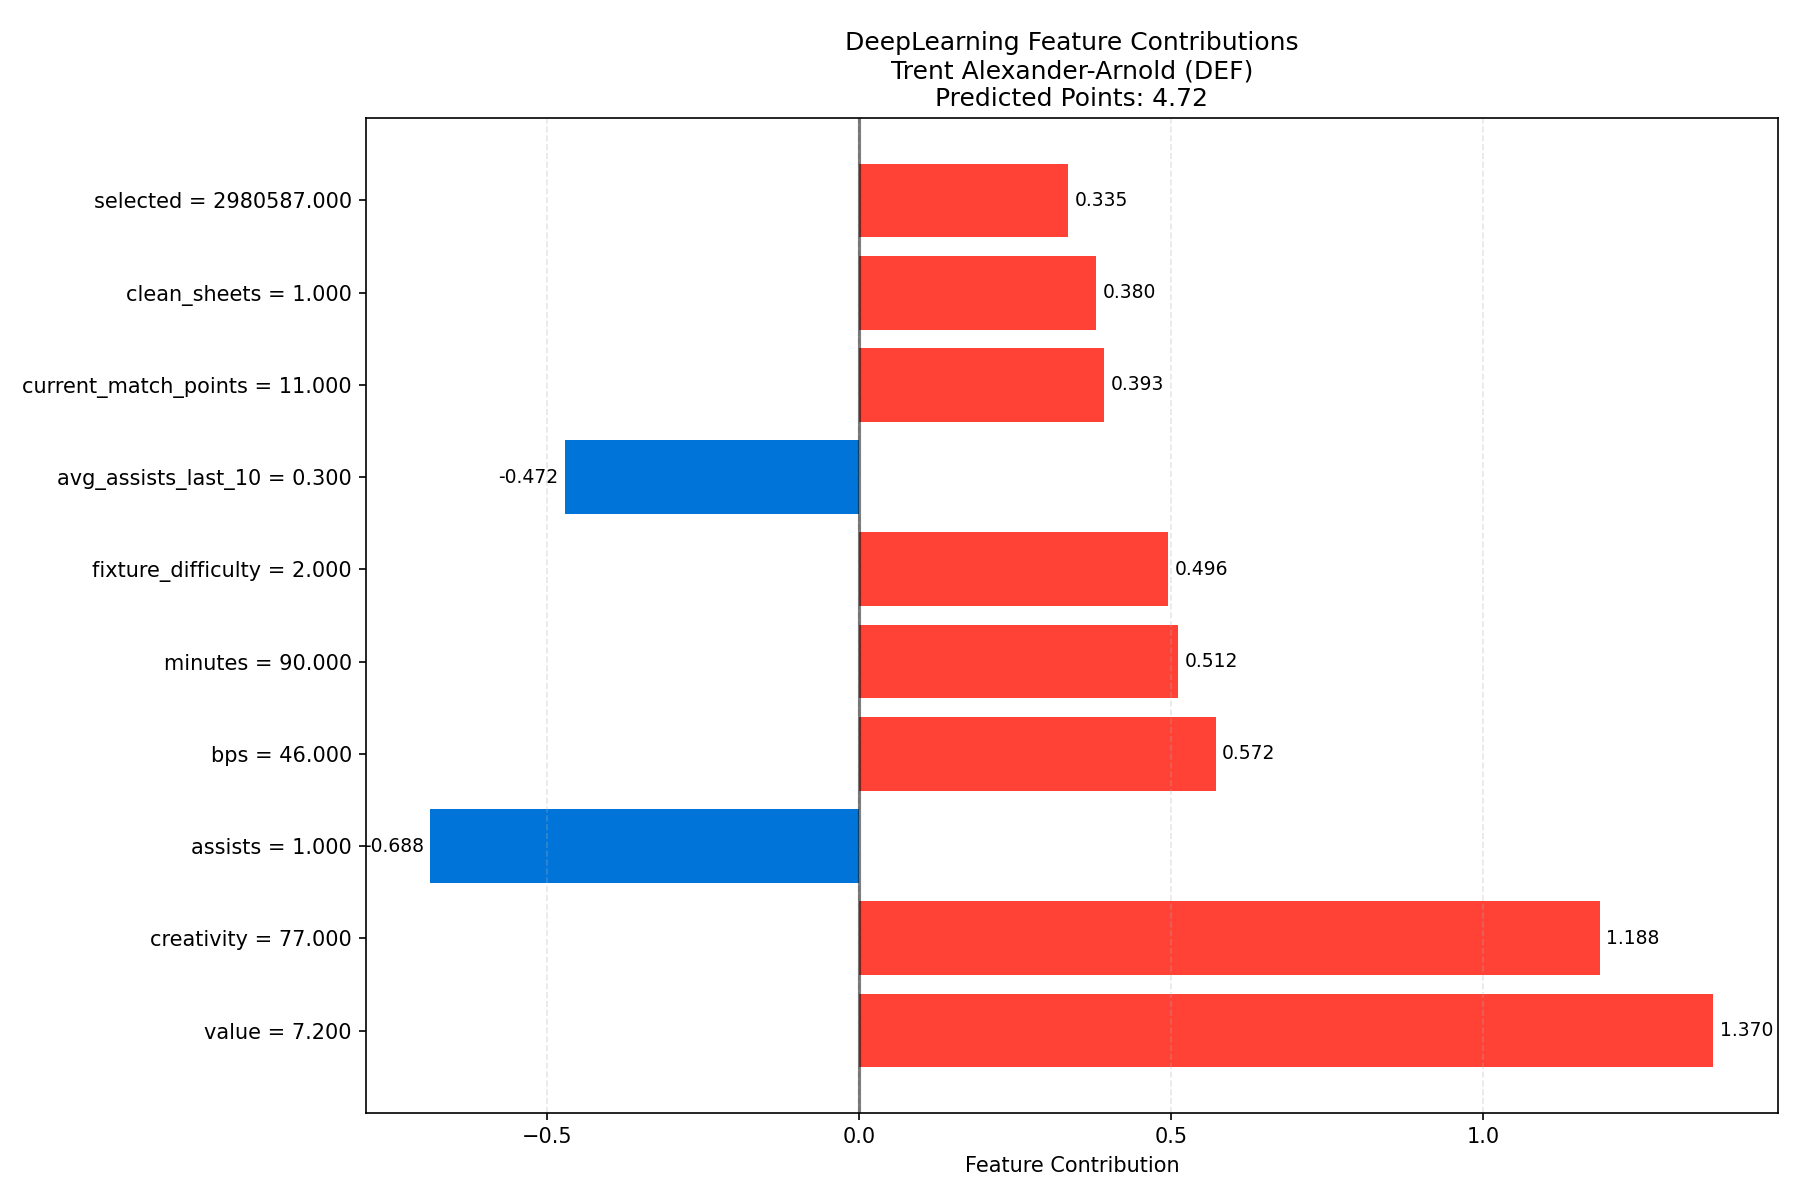 DeepLearning Feature Contributions
Trent Alexander-Arnold (DEF)
Predicted Points: 4.72
selected = 2980587.000
0.335
clean_sheets = 1.000
0.380
current_match_points = 11.000
0.393
avg_assists_last_10 = 0.300
-0.472
fixture_difficulty = 2.000
0.496
minutes = 90.000
0.512
bps = 46.000
0.572
assists = 1.000
-0.688
creativity = 77.000
1.188
value = 7.200
1.370
−0.5 0.0 0.5 1.0
Feature Contribution